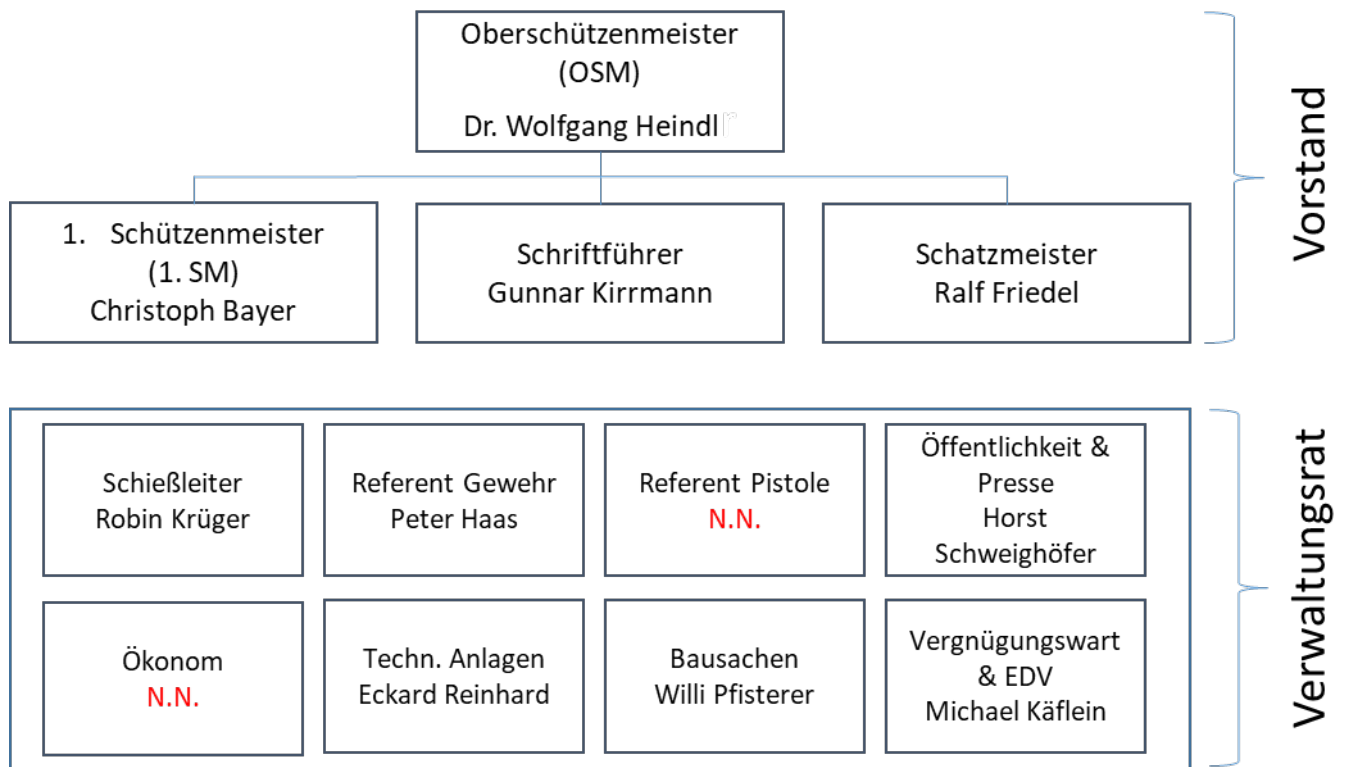 Oberschützenmeister
(OSM)
Dr. Wolfgang Heindl
1. Schützenmeister
(1. SM)
Christoph Bayer
Schriftführer
Gunnar Kirrmann
Schatzmeister
Ralf Friedel
Vorstand
Schießleiter
Robin Krüger
Referent Gewehr
Peter Haas
Referent Pistole
N.N.
Öffentlichkeit &
Presse
Horst
Schweighöfer
Ökonom
N.N.
Techn. Anlagen
Eckard Reinhard
Bausachen
Willi Pfisterer
Vergnügungswart
& EDV
Michael Käflein
Verwaltungsrat